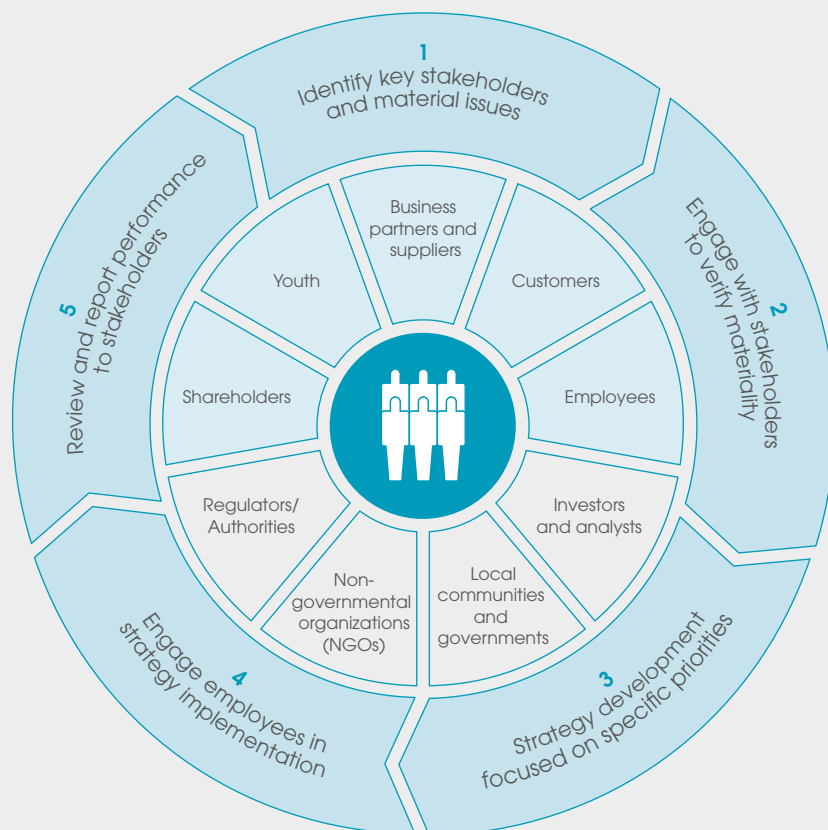 1
Identify key stakeholders
and material issues
2
Engage with stakeholders
to verify materiality
3
Strategy development
focused on specific priorities
4
Engage employees in
strategy implementation
5
Review and report performance
to stakeholders
Business
partners and
suppliers
Customers
Employees
Investors
and analysts
Local
communities
and
governments
Non-
governmental
organizations
(NGOs)
Regulators/
Authorities
Shareholders
Youth